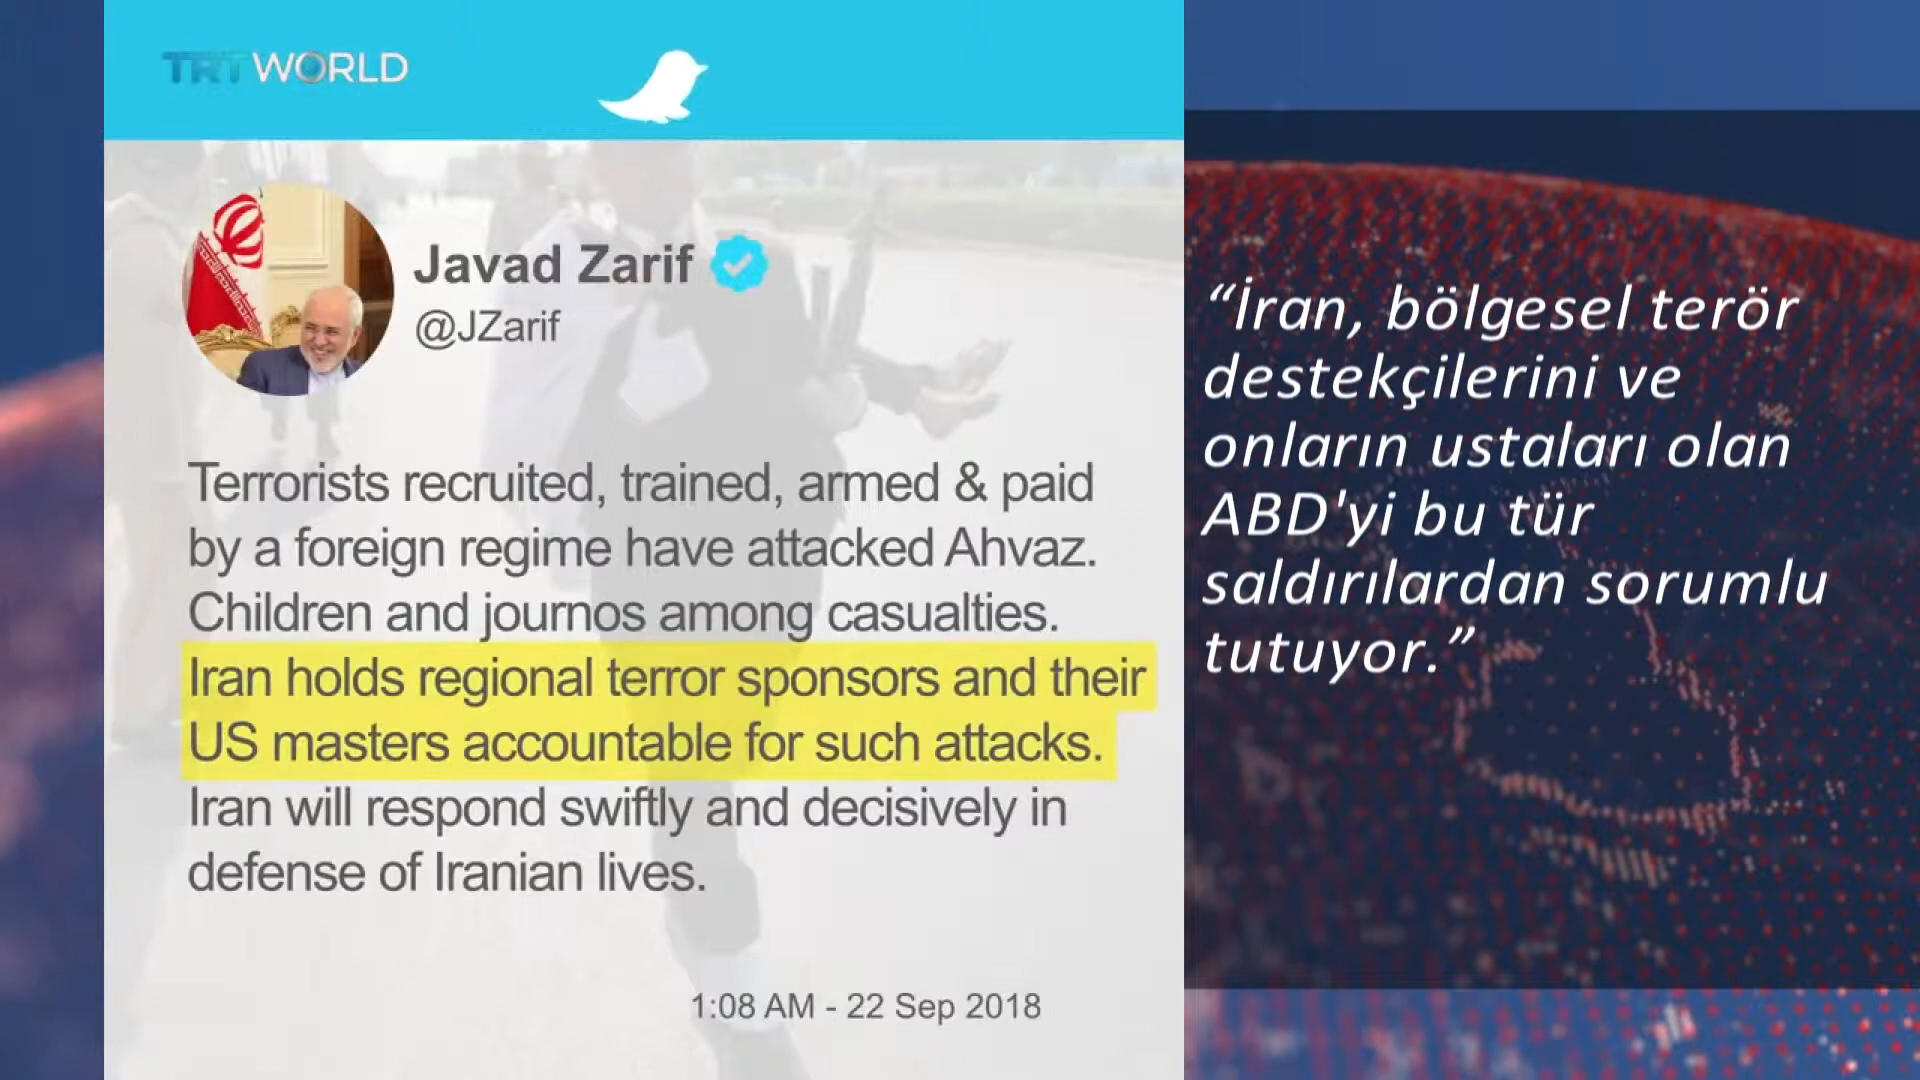 TRT WORLD
Javad Zarif
@JZarif
Terrorists recruited, trained, armed & paid
by a foreign regime have attacked Ahvaz.
Children and journos among casualties.
Iran holds regional terror sponsors and their
US masters accountable for such attacks.
Iran will respond swiftly and decisively in
defense of Iranian lives.
1:08 AM - 22 Sep 2018
“İran, bölgesel terör
destekçilerini ve
onların ustaları olan
ABD'yi bu tür
saldırılardan sorumlu
tutuyor.”